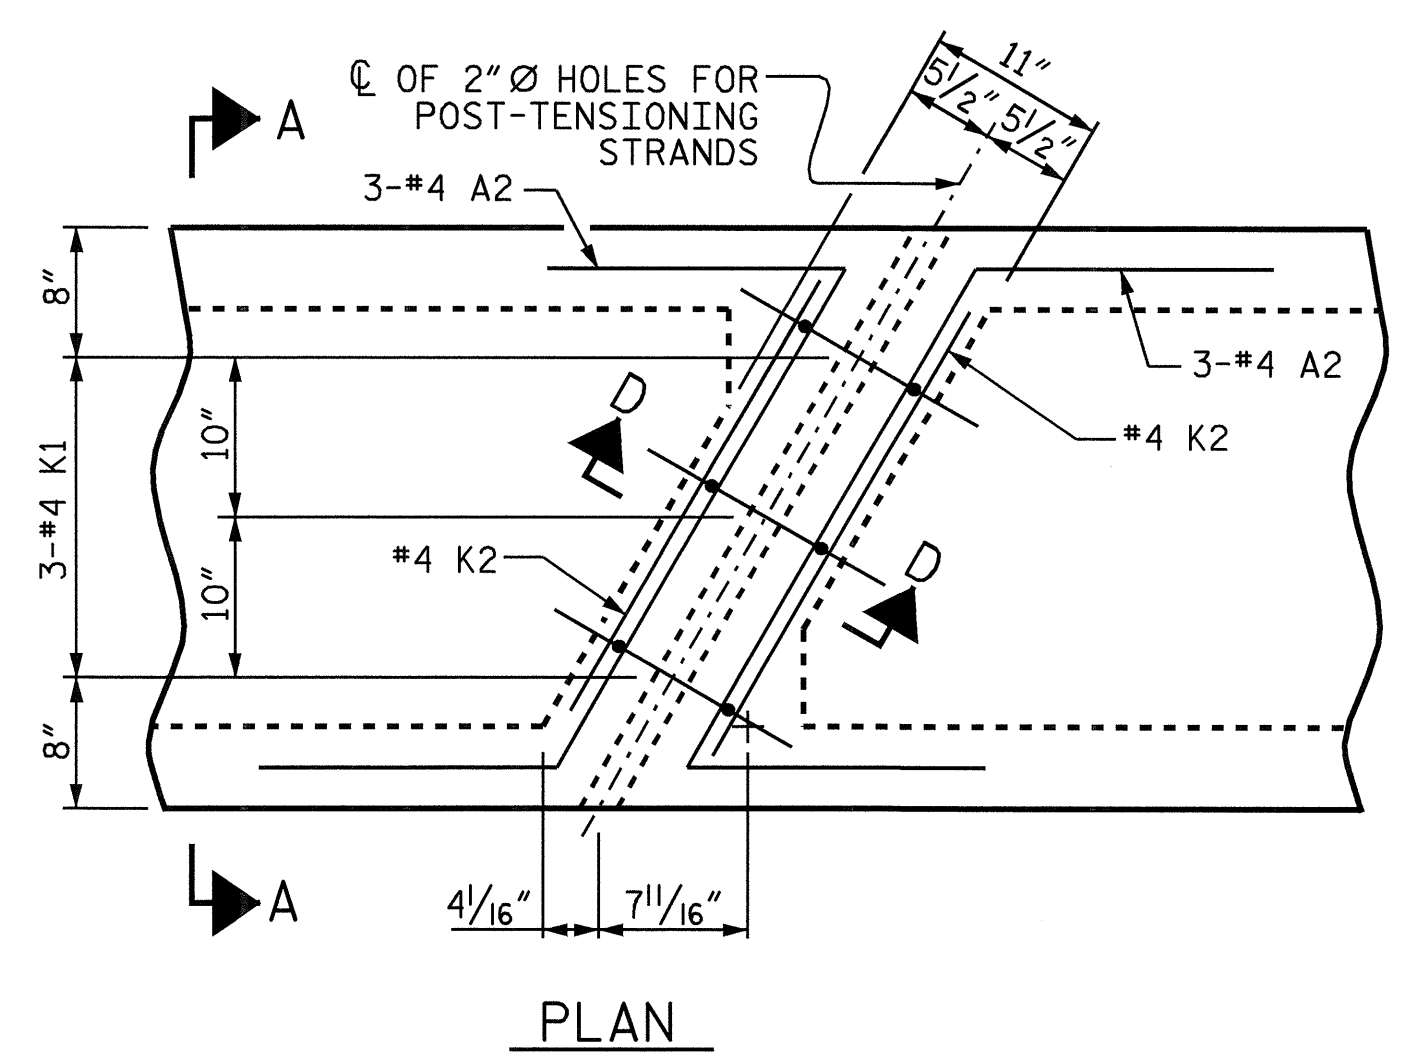 11"
5 1/2" 5 1/2"
℄ OF 2" Ø HOLES FOR
POST-TENSIONING
STRANDS
A
3-#4 A2
8"
3-#4 A2
D
10"
#4 K2
3-#4 K1
#4 K2
D
10"
8"
4 1/16" 7 11/16"
A
PLAN